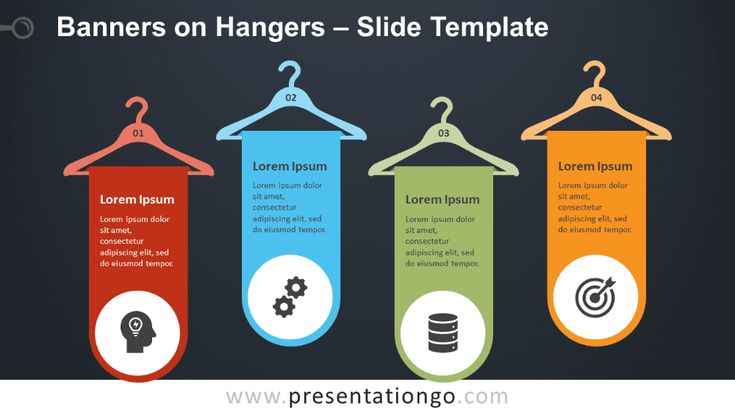 Banners on Hangers – Slide Template
01
Lorem Ipsum
Lorem ipsum dolor
sit amet,
consectetur
adipiscing elit, sed
do eiusmod tempor.
02
Lorem Ipsum
Lorem ipsum dolor
sit amet,
consectetur
adipiscing elit, sed
do eiusmod tempor.
03
Lorem Ipsum
Lorem ipsum dolor
sit amet,
consectetur
adipiscing elit, sed
do eiusmod tempor.
04
Lorem Ipsum
Lorem ipsum dolor
sit amet,
consectetur
adipiscing elit, sed
do eiusmod tempor.
www.presentationgo.com